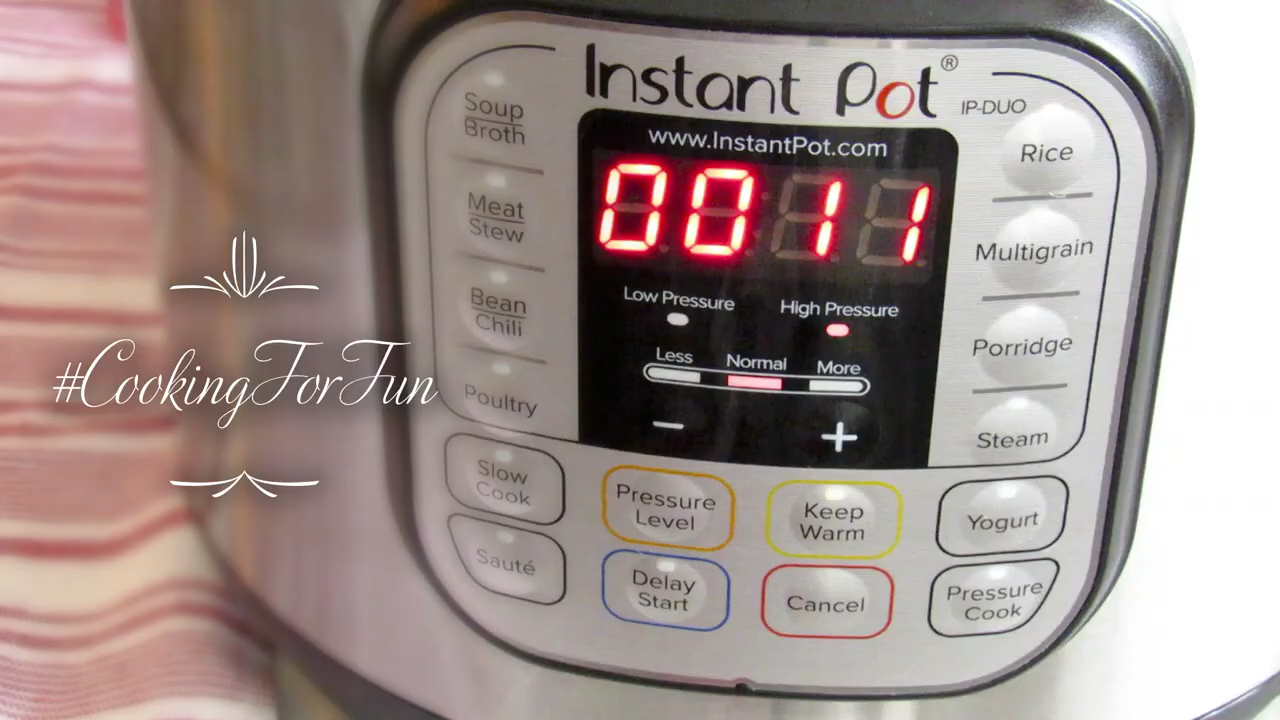 Instant Pot®
IP-DUO
www.InstantPot.com
0011
Low Pressure
High Pressure
Less
Normal
More
−
+
Soup
Broth
Meat
Stew
Bean
Chili
Poultry
Slow
Cook
Sauté
Rice
Multigrain
Porridge
Steam
Pressure
Level
Keep
Warm
Yogurt
Delay
Start
Cancel
Pressure
Cook
#CookingForFun